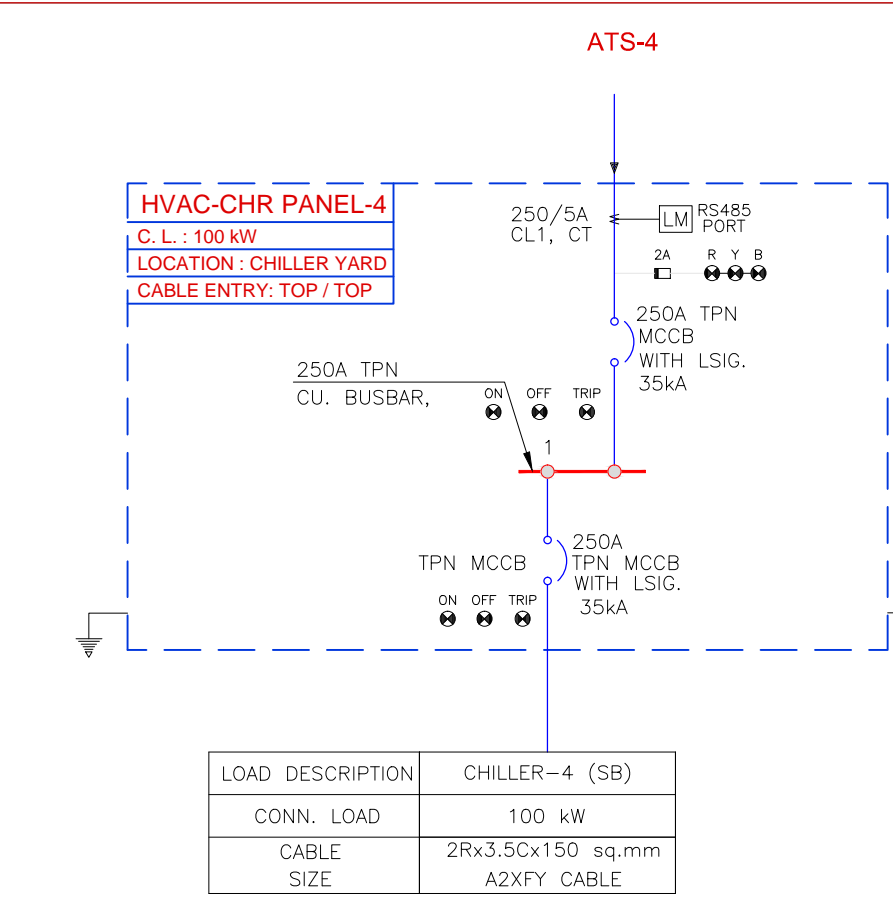 ATS-4
HVAC-CHR PANEL-4
C. L. : 100 kW
LOCATION : CHILLER YARD
CABLE ENTRY: TOP / TOP
250/5A
CL1, CT
LM
RS485
PORT
2A
R Y B
250A TPN
MCCB
WITH LSIG.
35kA
250A TPN
CU. BUSBAR,
ON OFF TRIP
1
TPN MCCB
250A
TPN MCCB
WITH LSIG.
35kA
ON OFF TRIP
LOAD DESCRIPTION CHILLER-4 (SB)
CONN. LOAD 100 kW
CABLE SIZE
2Rx3.5Cx150 sq.mm
A2XFY CABLE